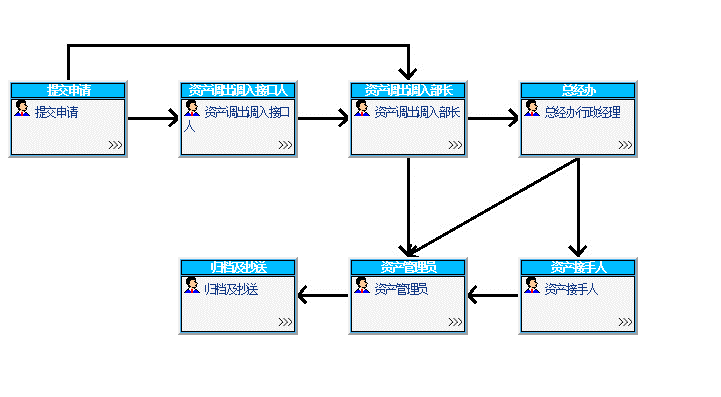 提交申请
提交申请
>>>
资产调出调入接口人
资产调出调入接口
人
>>>
资产调出调入部长
资产调出调入部长
>>>
总经办
总经办行政经理
>>>
归档及抄送
归档及抄送
>>>
资产管理员
资产管理员
>>>
资产接手人
资产接手人
>>>